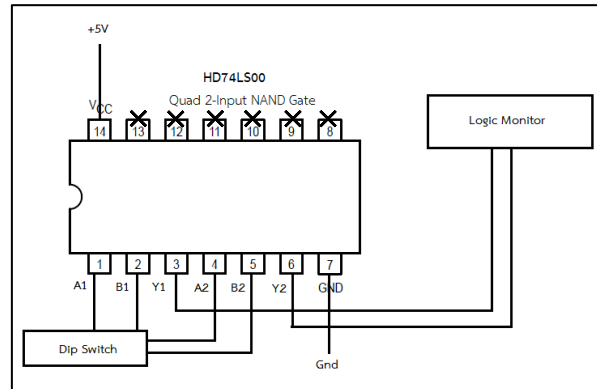 +5V
HD74LS00
Quad 2-Input NAND Gate
VCC
14 13 12 11 10 9 8
Logic Monitor
1 2 3 4 5 6 7
A1 B1 Y1 A2 B2 Y2 GND
Dip Switch
Gnd